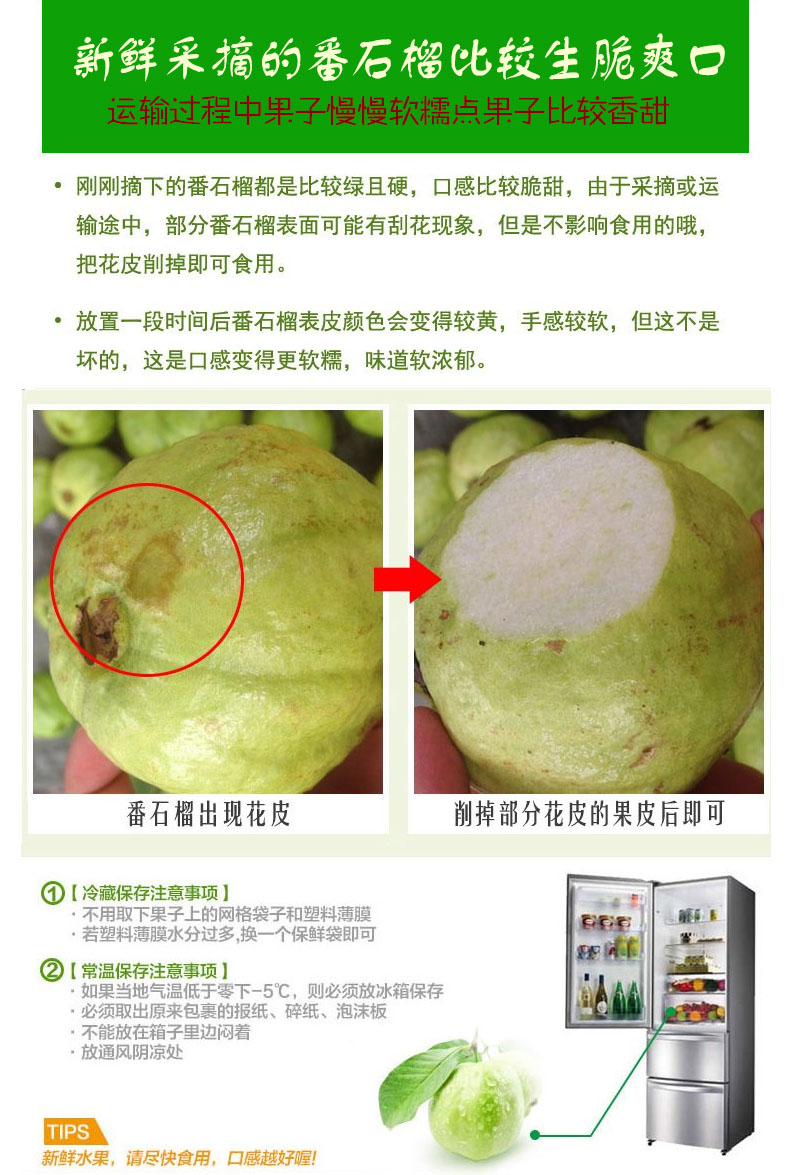 新鲜采摘的番石榴比较生脆爽口
运输过程中果子慢慢软糯点果子比较香甜
• 刚刚摘下的番石榴都是比较绿且硬，口感比较脆甜，由于采摘或运
输途中，部分番石榴表面可能有刮花现象，但是不影响食用的哦，
把花皮削掉即可食用。
• 放置一段时间后番石榴表皮颜色会变得较黄，手感较软，但这不是
坏的，这是口感变得更软糯，味道软浓郁。
番石榴出现花皮
削掉部分花皮的果皮后即可
①【冷藏保存注意事项】
· 不用取下果子上的网格袋子和塑料薄膜
· 若塑料薄膜水分过多,换一个保鲜袋即可
②【常温保存注意事项】
· 如果当地气温低于零下-5℃，则必须放冰箱保存
· 必须取出原来包裹的报纸、碎纸、泡沫板
· 不能放在箱子里边闷着
· 放通风阴凉处
TIPS
新鲜水果，请尽快食用，口感越好喔!